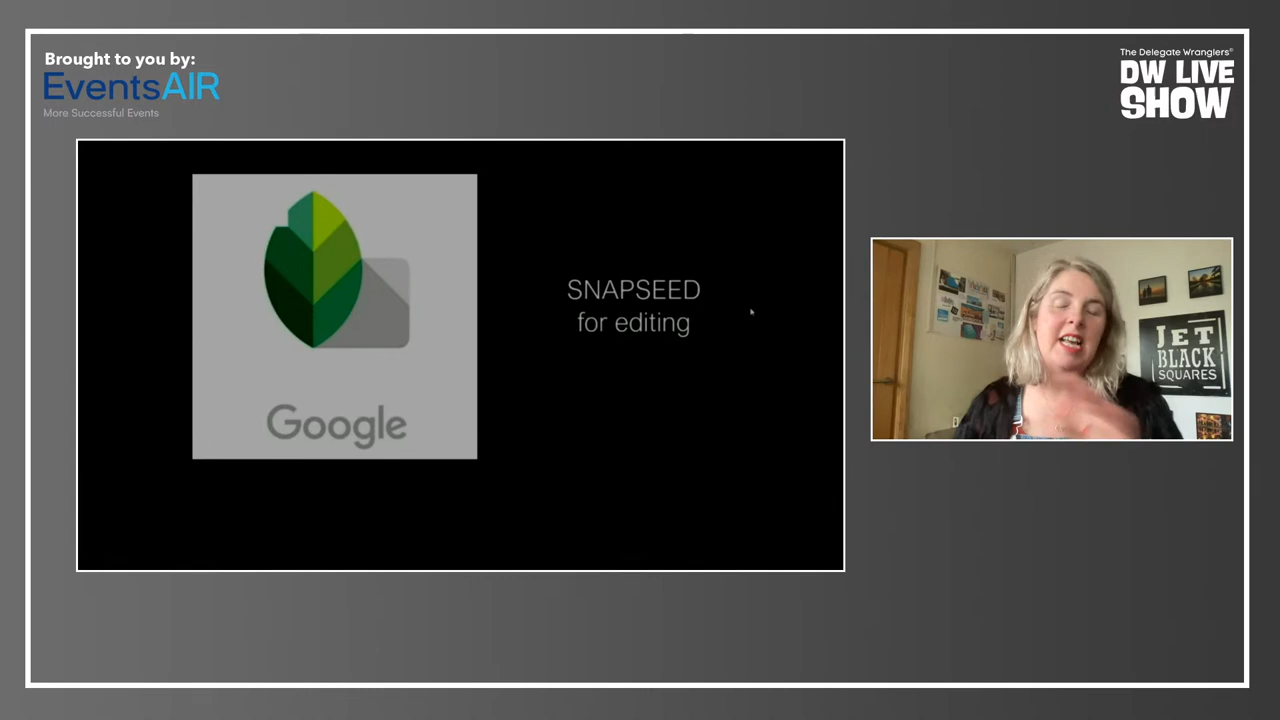 Brought to you by:
EventsAIR
More Successful Events
The Delegate Wranglers®
DW LIVE
SHOW
Google
SNAPSEED
for editing
JET
BLACK
SQUARES